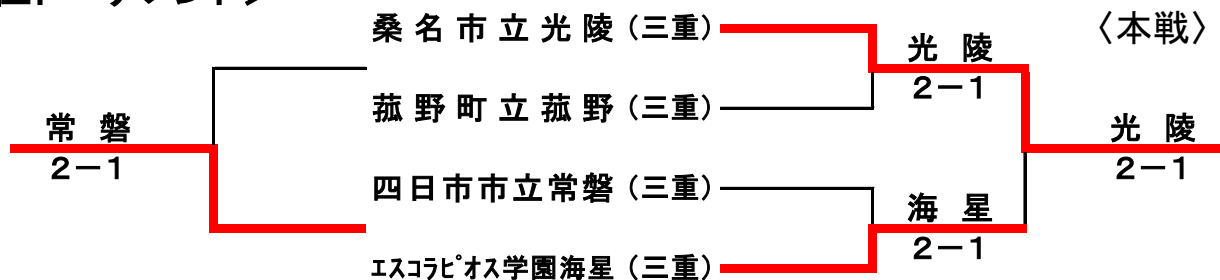 〈本戦〉
桑名市立光陵（三重）
光 陵
2－1
菰野町立菰野（三重）
常 磐
2－1
光 陵
2－1
四日市市立常磐（三重）
海 星
2－1
エスコラピオス学園海星（三重）